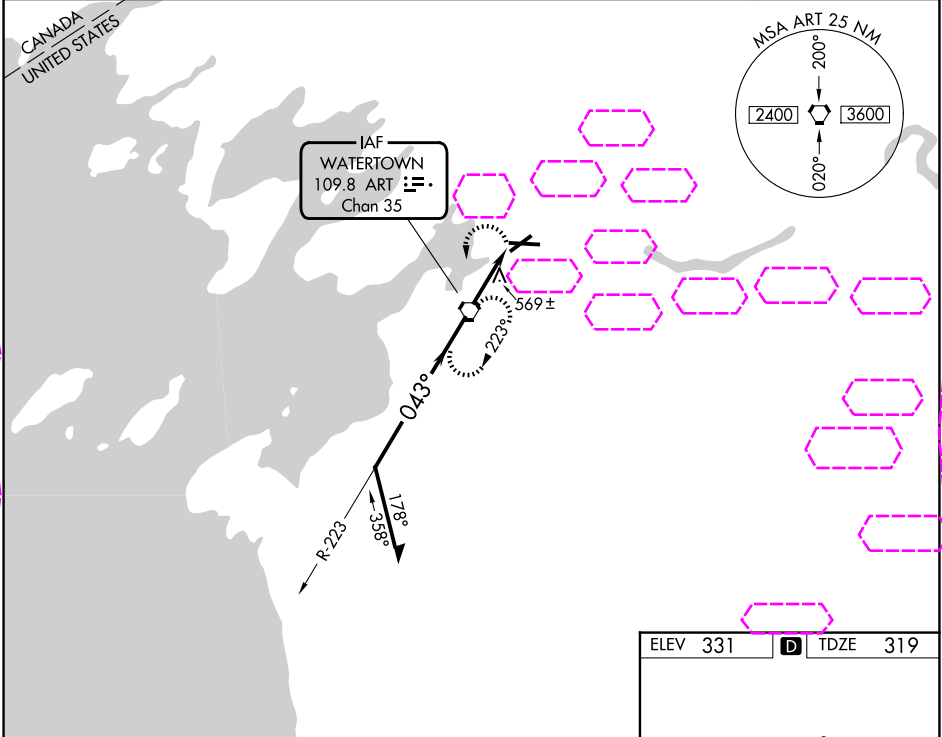 CANADA
UNITED STATES
MSA ART 25 NM
200°
2400
3600
020°
IAF
WATERTOWN
109.8 ART
Chan 35
569±
223°
043°
178°
358°
R-223
ELEV 331
D
TDZE 319